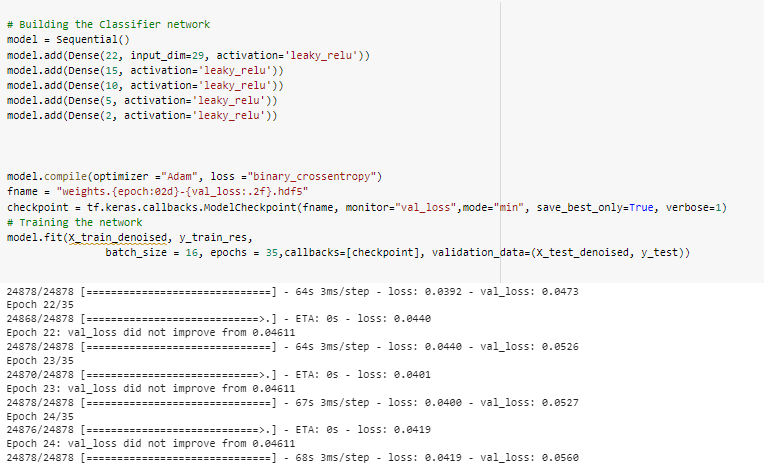 # Building the Classifier network
model = Sequential()
model.add(Dense(22, input_dim=29, activation='leaky_relu'))
model.add(Dense(15, activation='leaky_relu'))
model.add(Dense(10, activation='leaky_relu'))
model.add(Dense(5, activation='leaky_relu'))
model.add(Dense(2, activation='leaky_relu'))
model.compile(optimizer ="Adam", loss ="binary_crossentropy")
fname = "weights.{epoch:02d}-{val_loss:.2f}.hdf5"
checkpoint = tf.keras.callbacks.ModelCheckpoint(fname, monitor="val_loss",mode="min", save_best_only=True, verbose=1)
# Training the network
model.fit(X_train_denoised, y_train_res,
batch_size = 16, epochs = 35,callbacks=[checkpoint], validation_data=(X_test_denoised, y_test))
24878/24878 [==============================] - 64s 3ms/step - loss: 0.0392 - val_loss: 0.0473
Epoch 22/35
24868/24878 [============================>.] - ETA: 0s - loss: 0.0440
Epoch 22: val_loss did not improve from 0.04611
24878/24878 [==============================] - 64s 3ms/step - loss: 0.0440 - val_loss: 0.0526
Epoch 23/35
24870/24878 [============================>.] - ETA: 0s - loss: 0.0401
Epoch 23: val_loss did not improve from 0.04611
24878/24878 [==============================] - 67s 3ms/step - loss: 0.0400 - val_loss: 0.0527
Epoch 24/35
24876/24878 [============================>.] - ETA: 0s - loss: 0.0419
Epoch 24: val_loss did not improve from 0.04611
24878/24878 [==============================] - 68s 3ms/step - loss: 0.0419 - val_loss: 0.0560